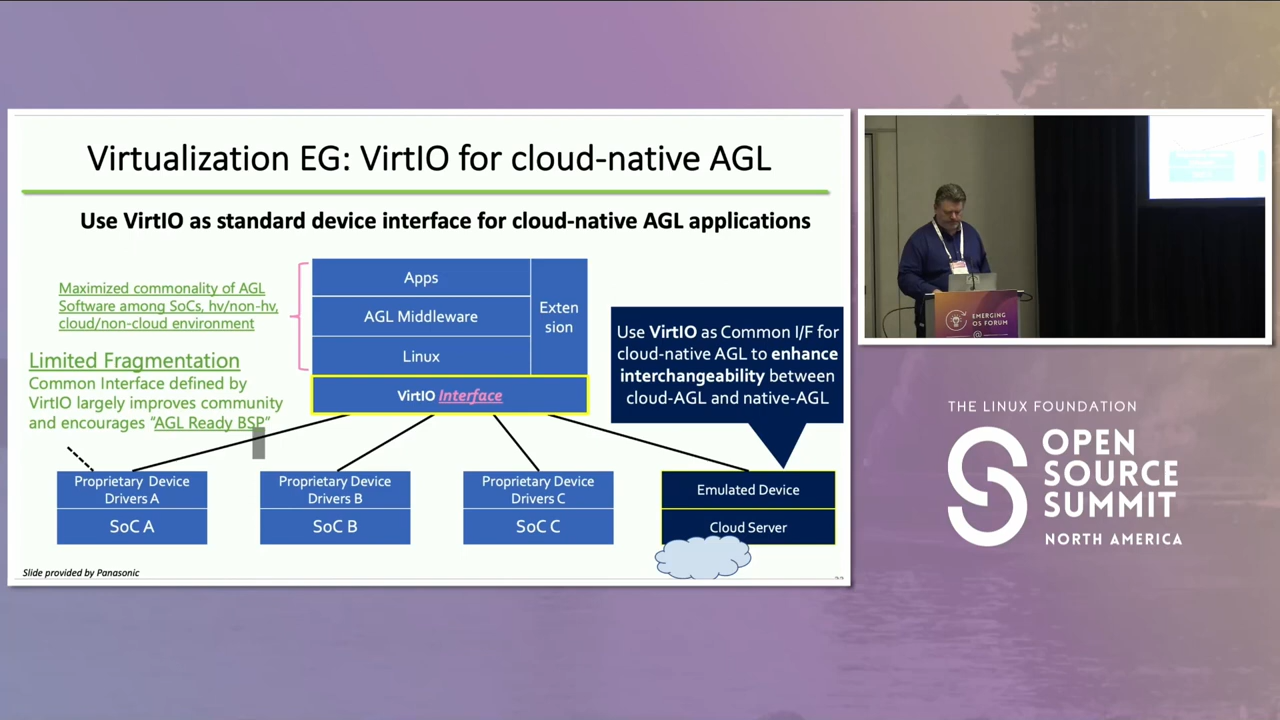 Virtualization EG: VirtIO for cloud-native AGL
Use VirtIO as standard device interface for cloud-native AGL applications
Maximized commonality of AGL
Software among SoCs, hv/non-hv,
cloud/non-cloud environment
Limited Fragmentation
Common Interface defined by
VirtIO largely improves community
and encourages “AGL Ready BSP”
Apps
AGL Middleware
Linux
Exten
sion
VirtIO Interface
Use VirtIO as Common I/F for
cloud-native AGL to enhance
interchangeability between
cloud-AGL and native-AGL
Proprietary Device
Drivers A
SoC A
Proprietary Device
Drivers B
SoC B
Proprietary Device
Drivers C
SoC C
Emulated Device
Cloud Server
Slide provided by Panasonic
EMERGING
OS FORUM
THE LINUX FOUNDATION
OPEN
SOURCE
SUMMIT
NORTH AMERICA